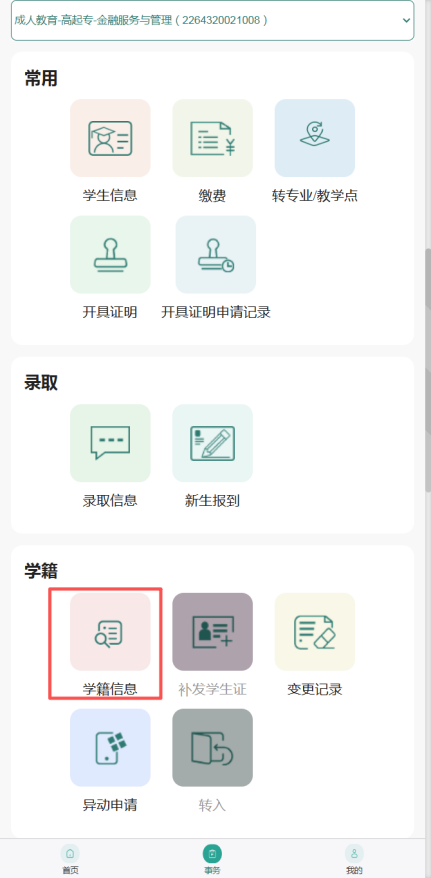 成人教育-高起专-金融服务与管理（2264320021008）
常用
学生信息
缴费
转专业/教学点
开具证明
开具证明申请记录
录取
录取信息
新生报到
学籍
学籍信息
补发学生证
变更记录
异动申请
转入
首页
事务
我的